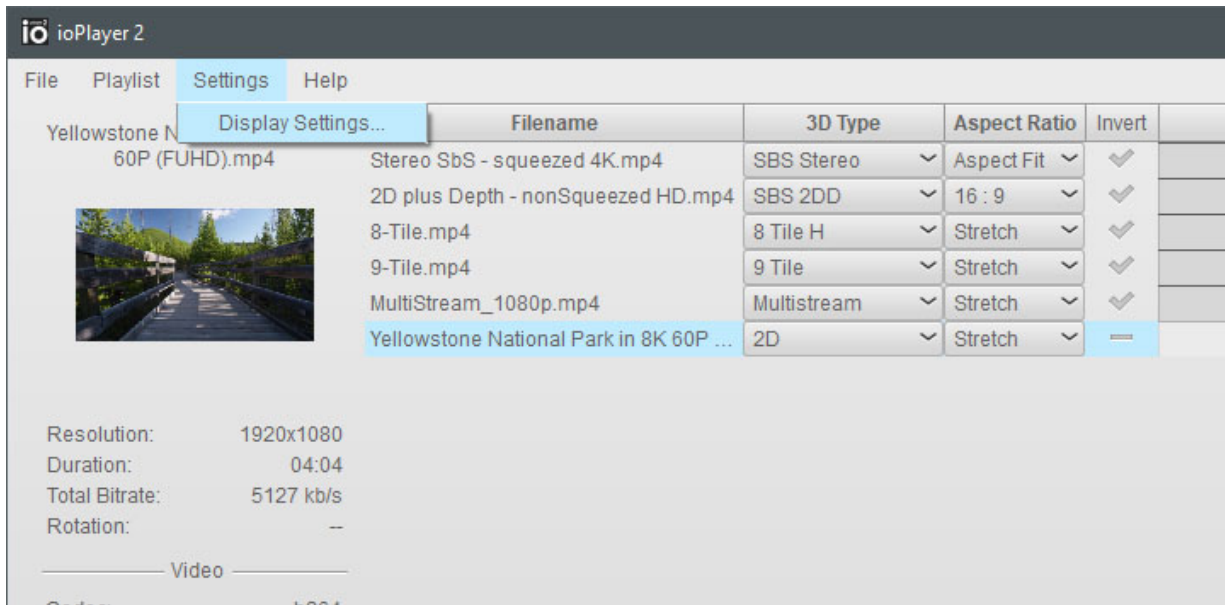 io ioPlayer 2
File Playlist Settings Help
Display Settings...
Yellowstone N
60P (FUHD).mp4
Filename 3D Type Aspect Ratio Invert
Stereo SbS - squeezed 4K.mp4 SBS Stereo Aspect Fit
2D plus Depth - nonSqueezed HD.mp4 SBS 2DD 16 : 9
8-Tile.mp4 8 Tile H Stretch
9-Tile.mp4 9 Tile Stretch
MultiStream_1080p.mp4 Multistream Stretch
Yellowstone National Park in 8K 60P ... 2D Stretch
Resolution: 1920x1080
Duration: 04:04
Total Bitrate: 5127 kb/s
Rotation: --
Video